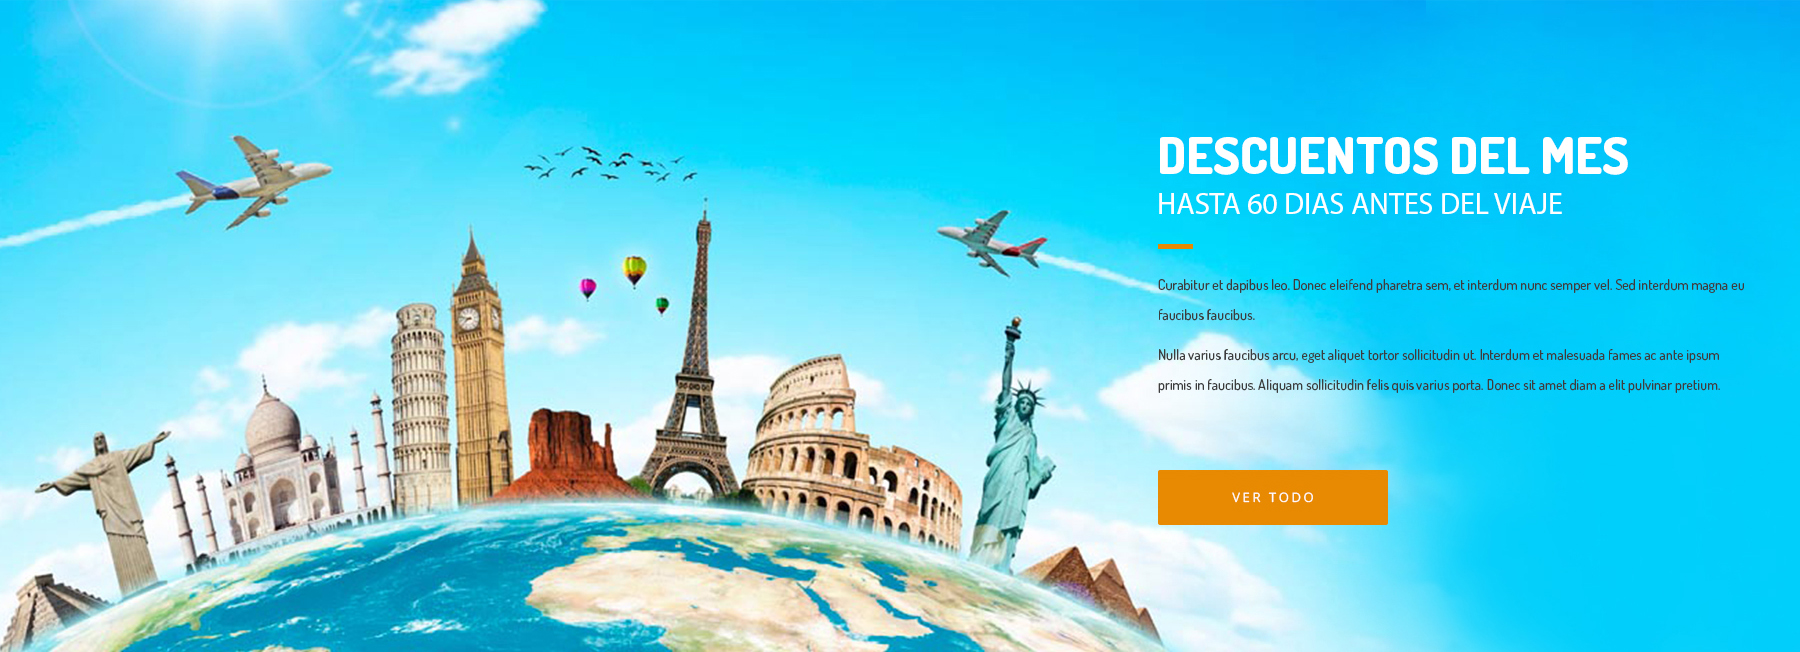 DESCUENTOS DEL MES
HASTA 60 DIAS ANTES DEL VIAJE
Curabitur et dapibus leo. Donec eleifend pharetra sem, et interdum nunc semper vel. Sed interdum magna eu
faucibus faucibus.
Nulla varius faucibus arcu, eget aliquet tortor sollicitudin ut. Interdum et malesuada fames ac ante ipsum
primis in faucibus. Aliquam sollicitudin felis quis varius porta. Donec sit amet diam a elit pulvinar pretium.
VER TODO